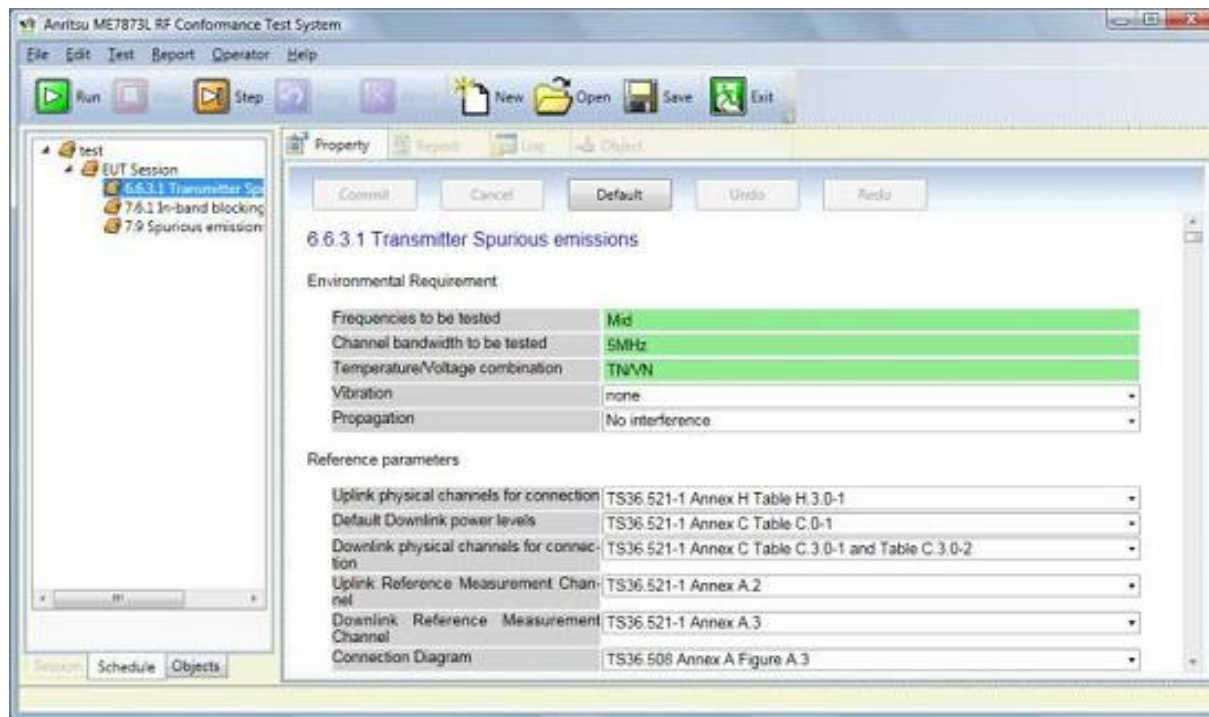 Anritsu ME7873L RF Conformance Test System
File Edit Test Report Operator Help
Run Step New Open Save Exit
test
EUT Session
6.6.3.1 Transmitter Spu
7.6.1 In-band blocking
7.9 Spurious emission
Session Schedule Objects
Property Report Log Object
Commit Cancel Default Undo Redo
6.6.3.1 Transmitter Spurious emissions
Environmental Requirement
Frequencies to be tested Mid
Channel bandwidth to be tested 5MHz
Temperature/Voltage combination TN/VN
Vibration none
Propagation No interference
Reference parameters
Uplink physical channels for connection TS36.521-1 Annex H Table H.3.0-1
Default Downlink power levels TS36.521-1 Annex C Table C.0-1
Downlink physical channels for connec- TS36.521-1 Annex C Table C.3.0-1 and Table C.3.0-2
tion
Uplink Reference Measurement Chan- TS36.521-1 Annex A.2
nel
Downlink Reference Measurement TS36.521-1 Annex A.3
Channel
Connection Diagram TS36.508 Annex A Figure A.3